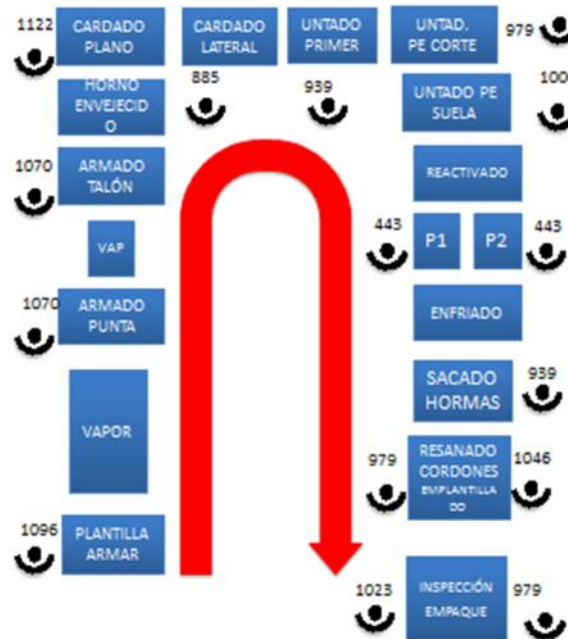 1122
CARDADO
PLANO
CARDADO
LATERAL
UNTADO
PRIMER
UNTAD.
PE CORTE
979
HORNO
ENVEJECID
O
885
939
UNTADO PE
SUELA
100
1070
ARMADO
TALÓN
REACTIVADO
VAP
443
P1
P2
443
1070
ARMADO
PUNTA
ENFRIADO
VAPOR
SACADO
HORMAS
939
979
RESANADO
CORDONES
EMPLANTILLA
DO
1046
1096
PLANTILLA
ARMAR
1023
INSPECCIÓN
EMPAQUE
979